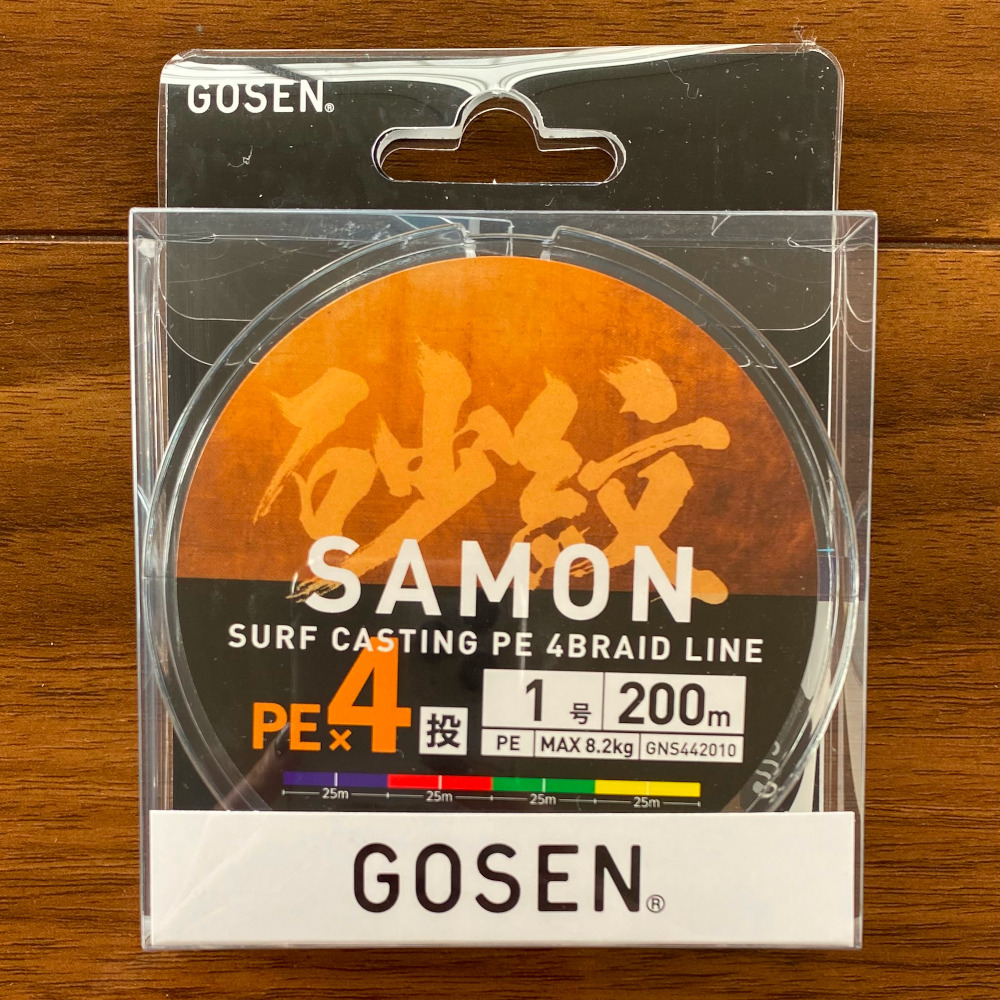 GOSEN®
砂紋
SAMON
SURF CASTING PE 4BRAID LINE
PE×4 投
1号 200m
PE MAX 8.2kg GNS442010
25m 25m 25m 25m
GOSEN®